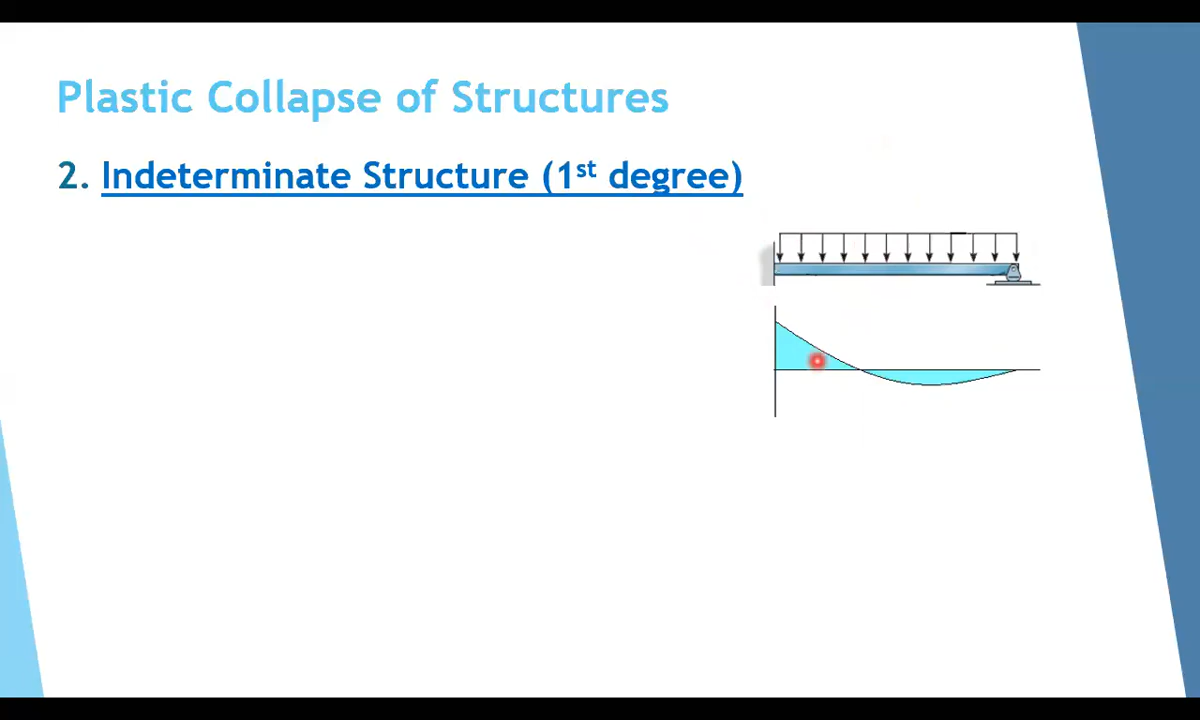 Plastic Collapse of Structures
2. Indeterminate Structure (1st degree)